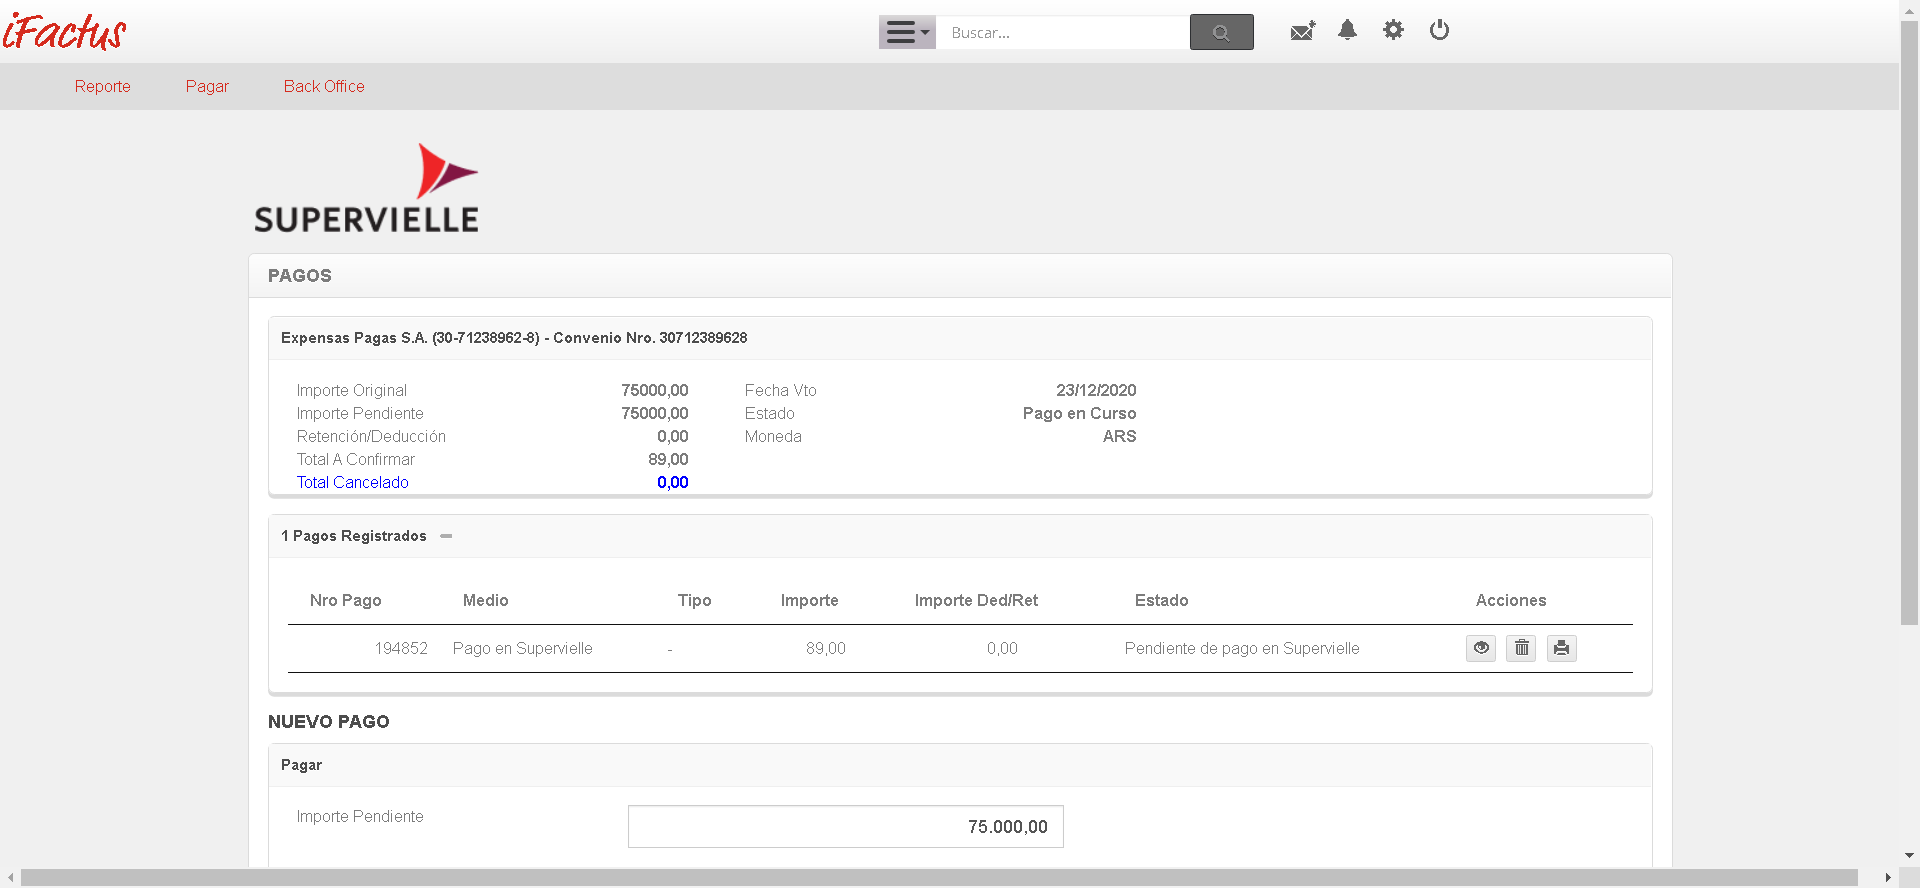 iFactus
Buscar...
Reporte Pagar Back Office
SUPERVIELLE
PAGOS
Expensas Pagas S.A. (30-71238962-8) - Convenio Nro. 30712389628
Importe Original 75000,00 Fecha Vto 23/12/2020
Importe Pendiente 75000,00 Estado Pago en Curso
Retención/Deducción 0,00 Moneda ARS
Total A Confirmar 89,00
Total Cancelado 0,00
1 Pagos Registrados
Nro Pago Medio Tipo Importe Importe Ded/Ret Estado Acciones
194852 Pago en Supervielle - 89,00 0,00 Pendiente de pago en Supervielle
NUEVO PAGO
Pagar
Importe Pendiente 75.000,00